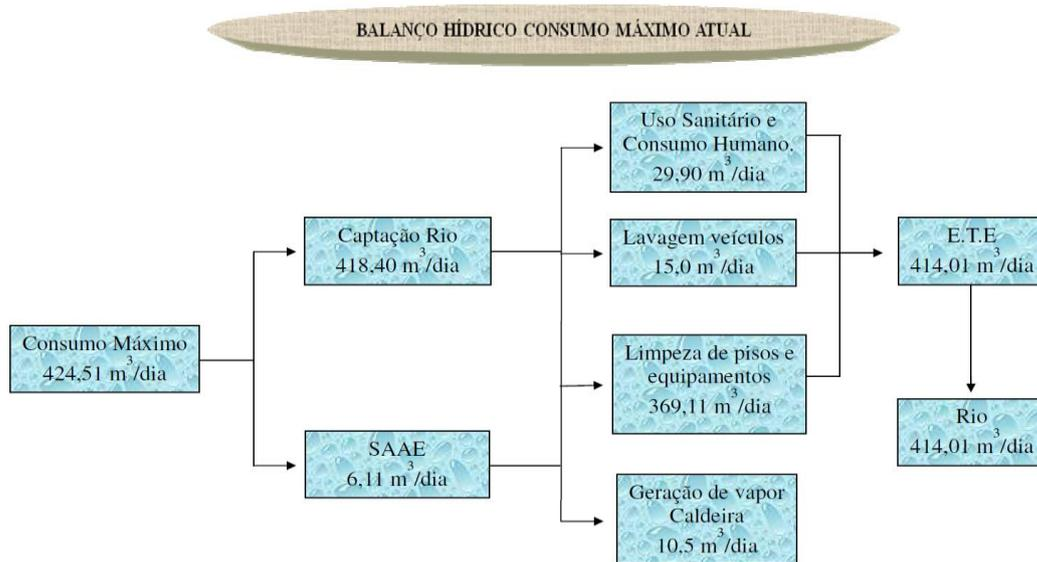 BALANÇO HÍDRICO CONSUMO MÁXIMO ATUAL
Consumo Máximo
424,51 m³/dia
Captação Rio
418,40 m³/dia
SAAE
6,11 m³/dia
Uso Sanitário e
Consumo Humano.
29,90 m³/dia
Lavagem veículos
15,0 m³/dia
Limpeza de pisos e
equipamentos
369,11 m³/dia
Geração de vapor
Caldeira
10,5 m³/dia
E.T.E
414,01 m³/dia
Rio
414,01 m³/dia